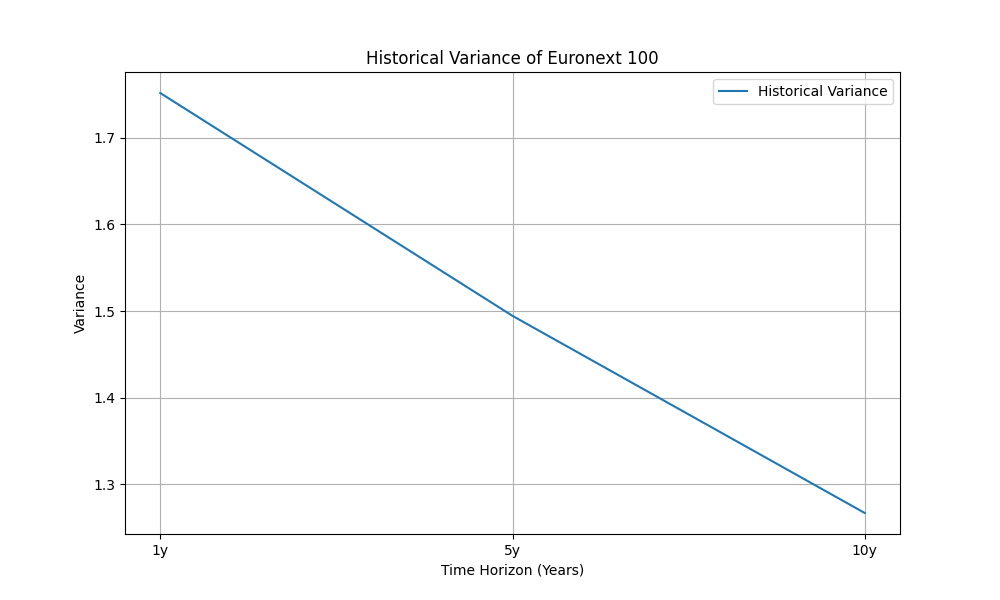 Historical Variance of Euronext 100
Historical Variance
1.7
1.6
1.5
1.4
1.3
Variance
1y
5y
10y
Time Horizon (Years)